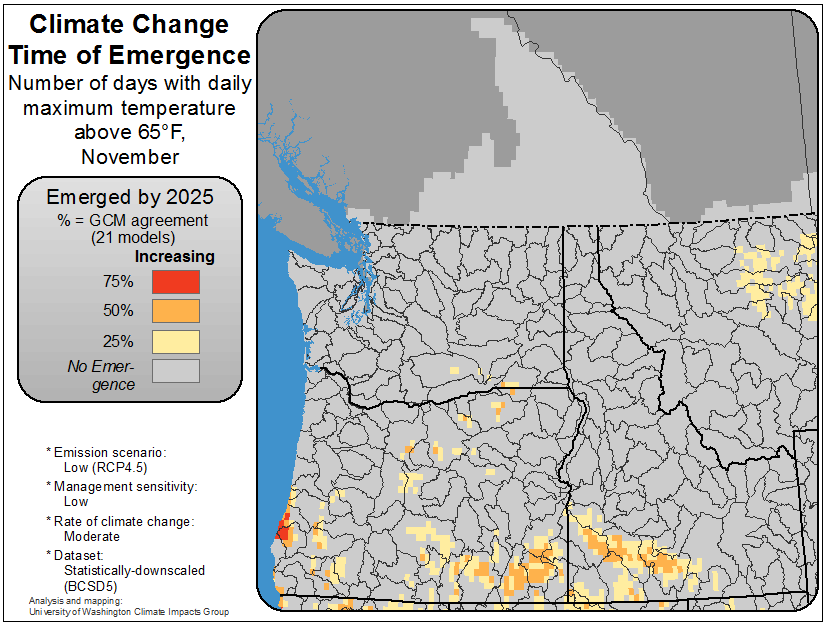 Climate Change
Time of Emergence
Number of days with daily
maximum temperature
above 65°F,
November
Emerged by 2025
% = GCM agreement
(21 models)
Increasing
75%
50%
25%
No Emer-
gence
* Emission scenario:
Low (RCP4.5)
* Management sensitivity:
Low
* Rate of climate change:
Moderate
* Dataset:
Statistically-downscaled
(BCSD5)
Analysis and mapping:
University of Washington Climate Impacts Group